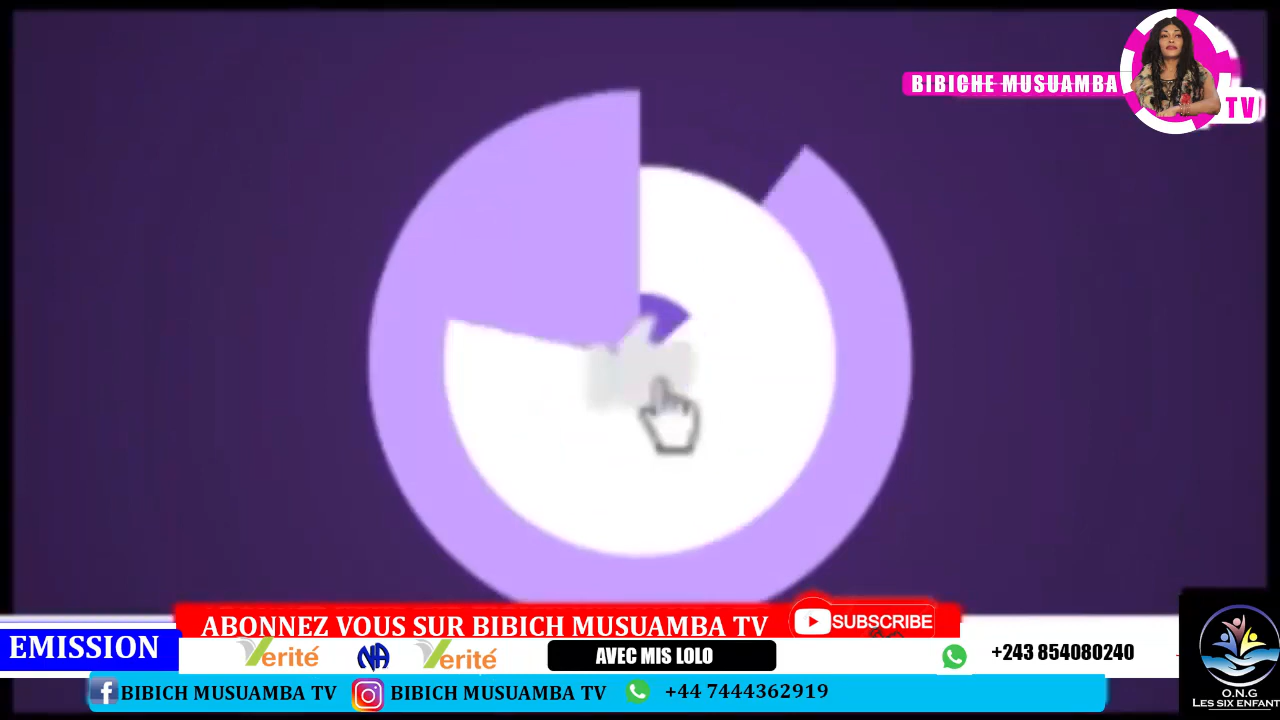 BIBICHE MUSUAMBA
TV
ABONNEZ VOUS SUR BIBICH MUSUAMBA TV
SUBSCRIBE
EMISSION
Verité
NA
Verité
AVEC MIS LOLO
+243 854080240
BIBICH MUSUAMBA TV
BIBICH MUSUAMBA TV
+44 7444362919
O.N.G
LES SIX ENFANT